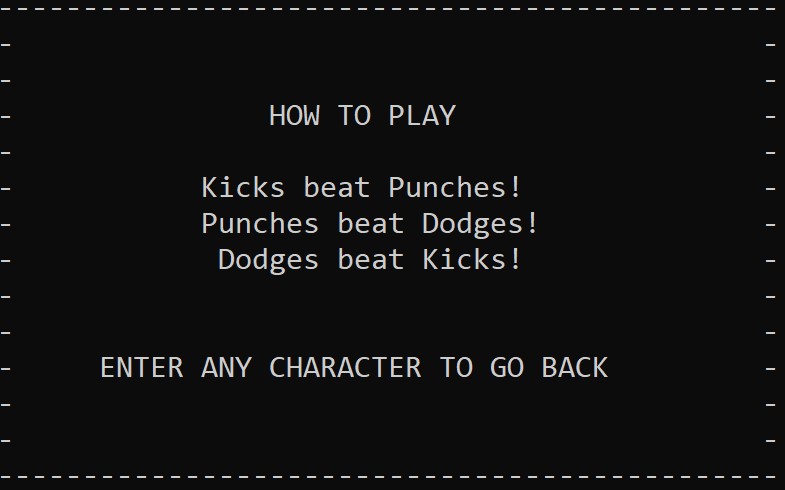 HOW TO PLAY
Kicks beat Punches!
Punches beat Dodges!
Dodges beat Kicks!
ENTER ANY CHARACTER TO GO BACK